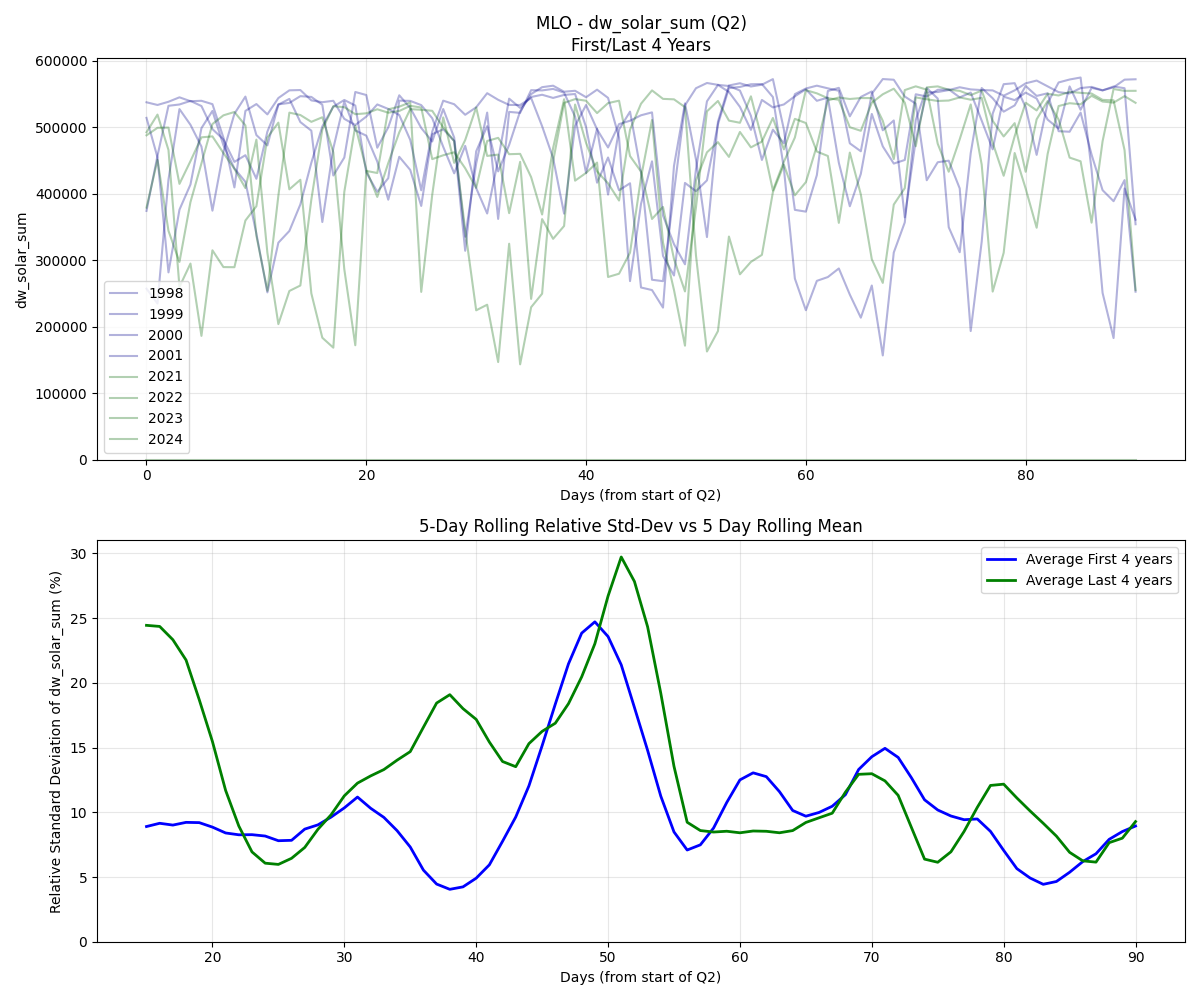 MLO - dw_solar_sum (Q2)
First/Last 4 Years
600000
500000
400000
300000
200000
100000
0
dw_solar_sum
1998
1999
2000
2001
2021
2022
2023
2024
0 20 40 60 80
Days (from start of Q2)
5-Day Rolling Relative Std-Dev vs 5 Day Rolling Mean
30
25
20
15
10
5
0
Relative Standard Deviation of dw_solar_sum (%)
Average First 4 years
Average Last 4 years
20 30 40 50 60 70 80 90
Days (from start of Q2)